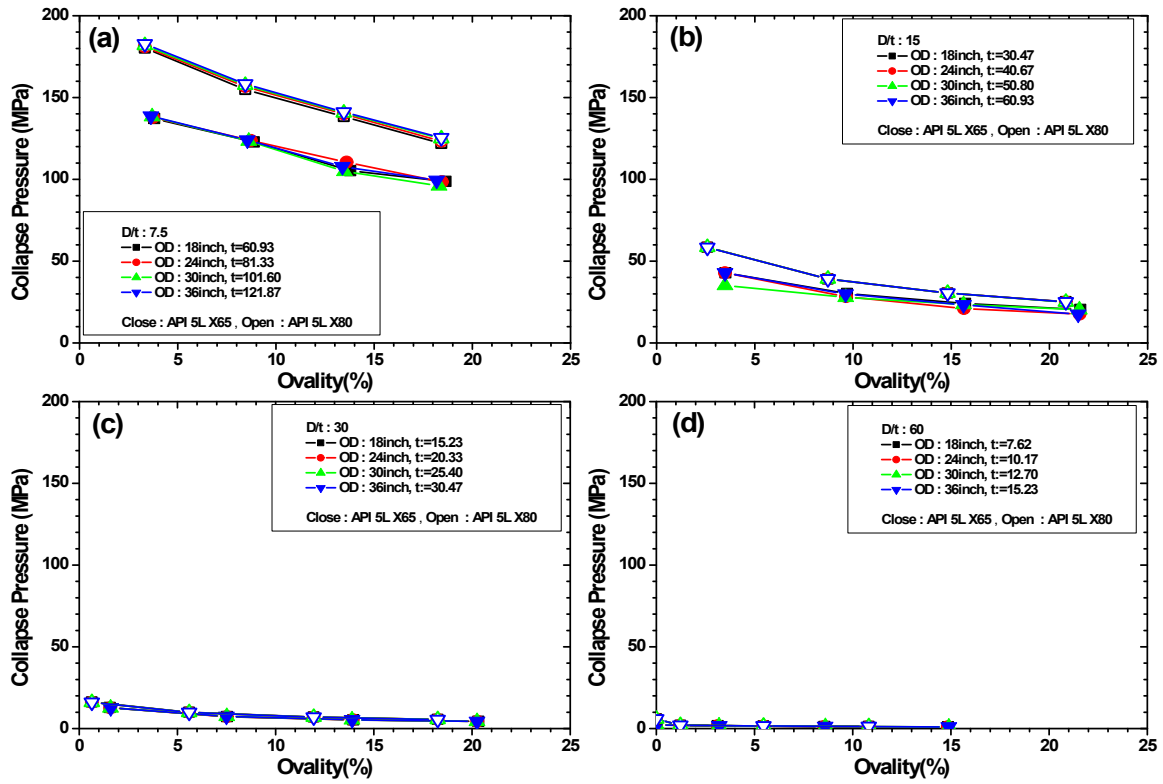 (a)
200
150
100
50
0
Collapse Pressure (MPa)
D/t : 7.5
OD : 18inch, t=60.93
OD : 24inch, t=81.33
OD : 30inch, t=101.60
OD : 36inch, t=121.87
Close : API 5L X65 , Open : API 5L X80
0 5 10 15 20 25
Ovality(%)
(b)
200
150
100
50
0
Collapse Pressure (MPa)
D/t : 15
OD : 18inch, t:=30.47
OD : 24inch, t:=40.67
OD : 30inch, t:=50.80
OD : 36inch, t:=60.93
Close : API 5L X65 , Open : API 5L X80
0 5 10 15 20 25
Ovality(%)
(c)
200
150
100
50
0
Collapse Pressure (MPa)
D/t : 30
OD : 18inch, t:=15.23
OD : 24inch, t:=20.33
OD : 30inch, t:=25.40
OD : 36inch, t:=30.47
Close : API 5L X65 , Open : API 5L X80
0 5 10 15 20 25
Ovality(%)
(d)
200
150
100
50
0
Collapse Pressure (MPa)
D/t : 60
OD : 18inch, t:=7.62
OD : 24inch, t:=10.17
OD : 30inch, t:=12.70
OD : 36inch, t:=15.23
Close : API 5L X65 , Open : API 5L X80
0 5 10 15 20 25
Ovality(%)